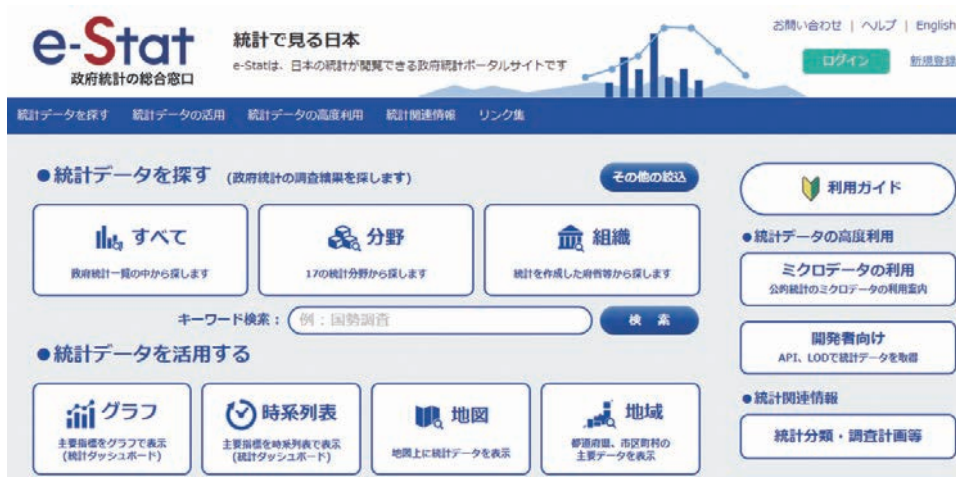 e-Stat
政府統計の総合窓口
統計で見る日本
e-Statは、日本の統計が閲覧できる政府統計ポータルサイトです
お問い合わせ | ヘルプ | English
ログイン
新規登録
統計データを探す 統計データの活用 統計データの高度利用 統計関連情報 リンク集
●統計データを探す (政府統計の調査結果を探します)
その他の絞込
すべて
政府統計一覧の中から探します
分野
17の統計分野から探します
組織
統計を作成した府省等から探します
キーワード検索:
例:国勢調査
検 索
●統計データを活用する
グラフ
主要指標をグラフで表示
(統計ダッシュボード)
時系列表
主要指標を時系列表で表示
(統計ダッシュボード)
地図
地図上に統計データを表示
地域
都道府県、市区町村の
主要データを表示
利用ガイド
●統計データの高度利用
ミクロデータの利用
公的統計のミクロデータの利用案内
開発者向け
API、LODで統計データを取得
●統計関連情報
統計分類・調査計画等